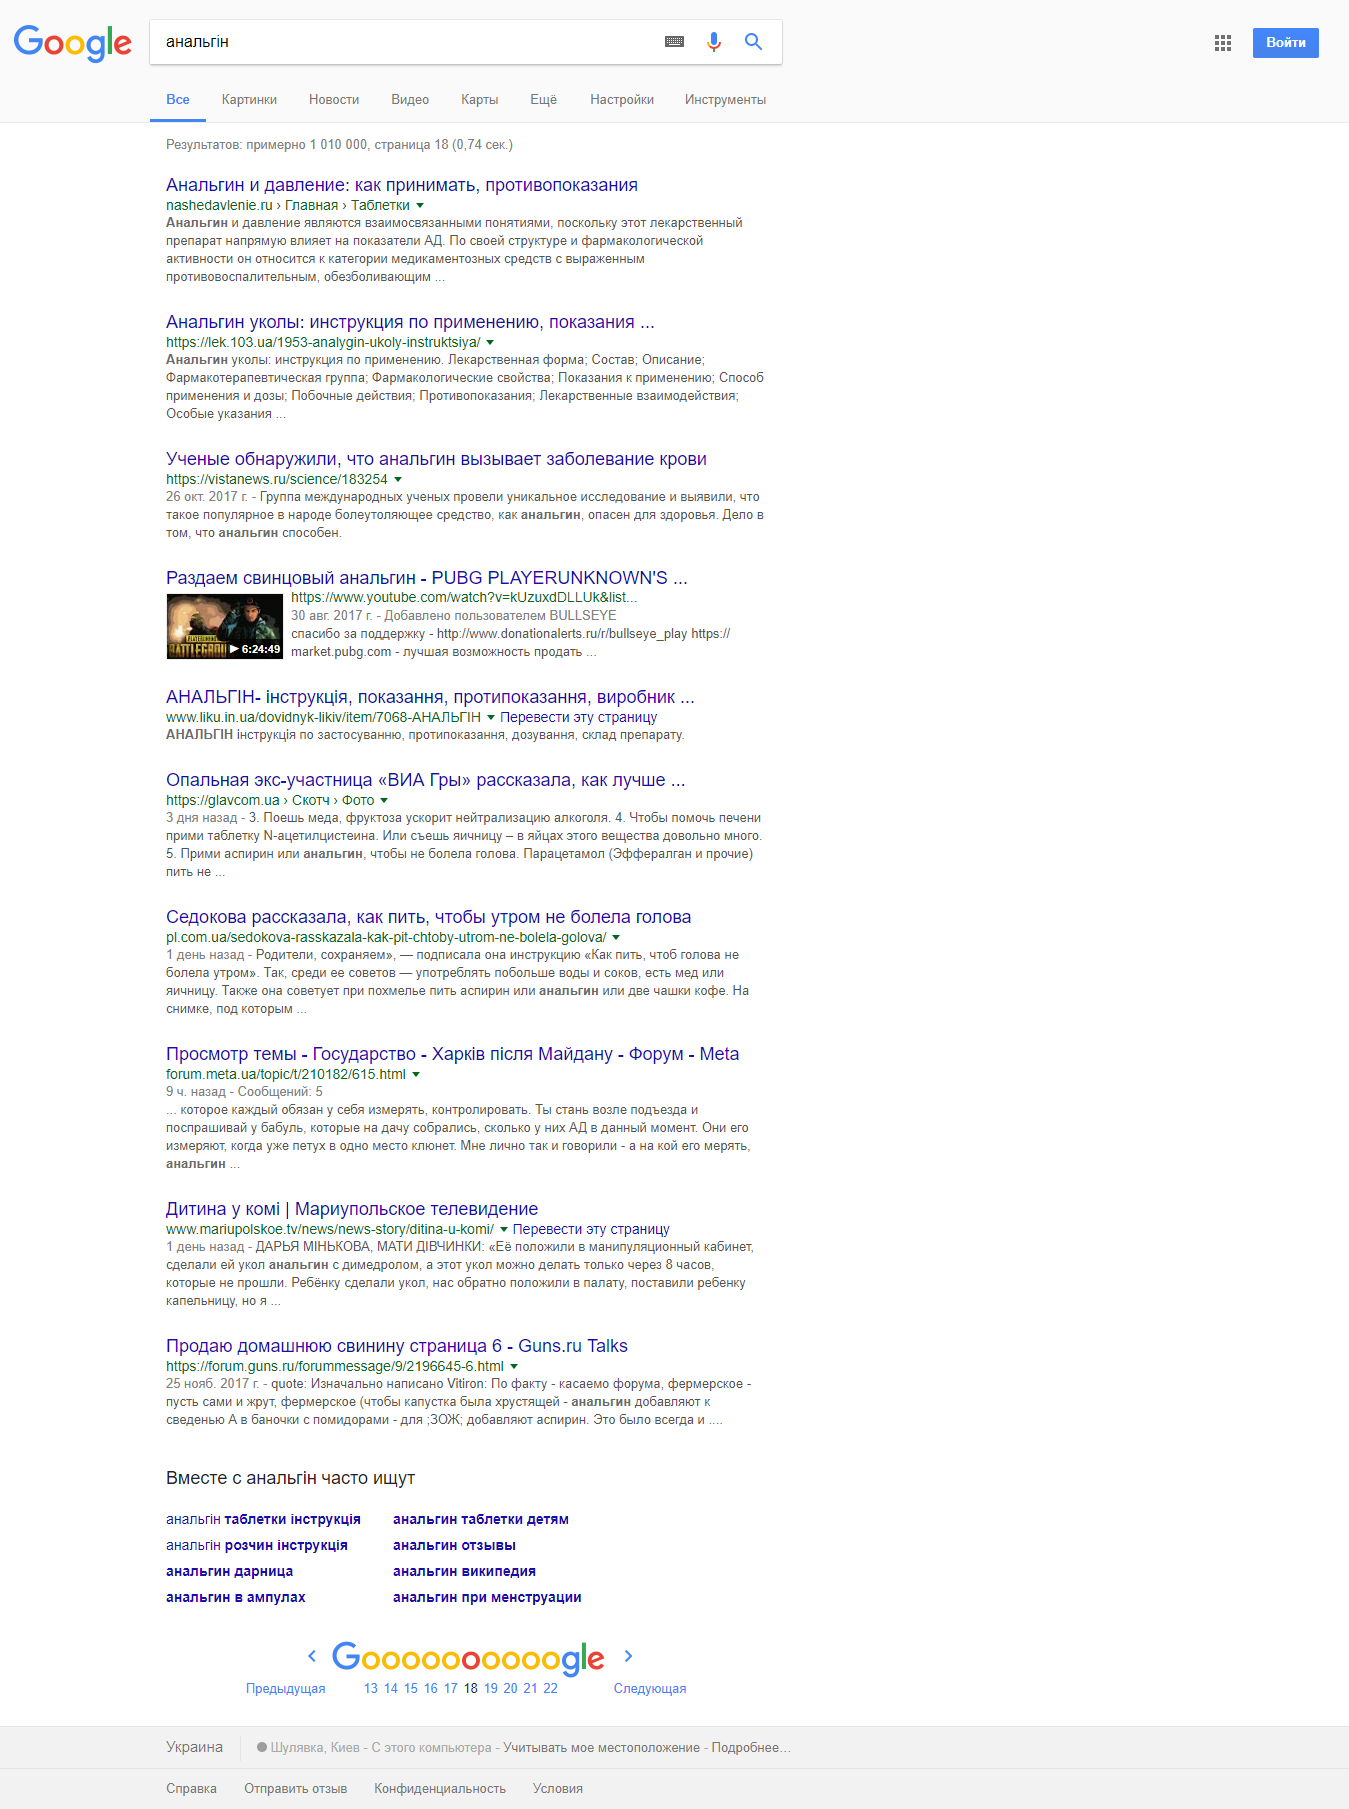 Google
анальгін
Войти
Все Картинки Новости Видео Карты Ещё Настройки Инструменты
Результатов: примерно 1 010 000, страница 18 (0,74 сек.)
Анальгин и давление: как принимать, противопоказания
nashedavlenie.ru › Главная › Таблетки
Анальгин и давление являются взаимосвязанными понятиями, поскольку этот лекарственный
препарат напрямую влияет на показатели АД. По своей структуре и фармакологической
активности он относится к категории медикаментозных средств с выраженным
противовоспалительным, обезболивающим ...
Анальгин уколы: инструкция по применению, показания ...
https://lek.103.ua/1953-analygin-ukoly-instruktsiya/
Анальгин уколы: инструкция по применению. Лекарственная форма; Состав; Описание;
Фармакотерапевтическая группа; Фармакологические свойства; Показания к применению; Способ
применения и дозы; Побочные действия; Противопоказания; Лекарственные взаимодействия;
Особые указания ...
Ученые обнаружили, что анальгин вызывает заболевание крови
https://vistanews.ru/science/183254
26 окт. 2017 г. - Группа международных ученых провели уникальное исследование и выявили, что
такое популярное в народе болеутоляющее средство, как анальгин, опасен для здоровья. Дело в
том, что анальгин способен.
Раздаем свинцовый анальгин - PUBG PLAYERUNKNOWN'S ...
https://www.youtube.com/watch?v=kUzuxdDLLUk&list...
30 авг. 2017 г. - Добавлено пользователем BULLSEYE
спасибо за поддержку - http://www.donationalerts.ru/r/bullseye_play https://
market.pubg.com - лучшая возможность продать ...
6:24:49
АНАЛЬГІН- інструкція, показання, протипоказання, виробник ...
www.liku.in.ua/dovidnyk-likiv/item/7068-АНАЛЬГІН Перевести эту страницу
АНАЛЬГІН інструкція по застосуванню, протипоказання, дозування, склад препарату.
Опальная экс-участница «ВИА Гры» рассказала, как лучше ...
https://glavcom.ua › Скотч › Фото
3 дня назад - 3. Поешь меда, фруктоза ускорит нейтрализацию алкоголя. 4. Чтобы помочь печени
прими таблетку N-ацетилцистеина. Или съешь яичницу – в яйцах этого вещества довольно много.
5. Прими аспирин или анальгин, чтобы не болела голова. Парацетамол (Эффералган и прочие)
пить не ...
Седокова рассказала, как пить, чтобы утром не болела голова
pl.com.ua/sedokova-rasskazala-kak-pit-chtoby-utrom-ne-bolela-golova/
1 день назад - Родители, сохраняем», — подписала она инструкцию «Как пить, чтоб голова не
болела утром». Так, среди ее советов — употреблять побольше воды и соков, есть мед или
яичницу. Также она советует при похмелье пить аспирин или анальгин или две чашки кофе. На
снимке, под которым ...
Просмотр темы - Государство - Харків після Майдану - Форум - Meta
forum.meta.ua/topic/t/210182/615.html
9 ч. назад - Сообщений: 5
... которое каждый обязан у себя измерять, контролировать. Ты стань возле подъезда и
поспрашивай у бабуль, которые на дачу собрались, сколько у них АД в данный момент. Они его
измеряют, когда уже петух в одно место клюнет. Мне лично так и говорили - а на кой его мерять,
анальгин ...
Дитина у комі | Мариупольское телевидение
www.mariupolskoe.tv/news/news-story/ditina-u-komi/ Перевести эту страницу
1 день назад - ДАРЬЯ МІНЬКОВА, МАТИ ДІВЧИНКИ: «Её положили в манипуляционный кабинет,
сделали ей укол анальгин с димедролом, а этот укол можно делать только через 8 часов,
которые не прошли. Ребёнку сделали укол, нас обратно положили в палату, поставили ребенку
капельницу, но я ...
Продаю домашнюю свинину страница 6 - Guns.ru Talks
https://forum.guns.ru/forummessage/9/2196645-6.html
25 нояб. 2017 г. - quote: Изначально написано Vitiron: По факту - касаемо форума, фермерское -
пусть сами и жрут, фермерское (чтобы капустка была хрустящей - анальгин добавляют к
сведенью А в баночки с помидорами - для ;ЗОЖ; добавляют аспирин. Это было всегда и ....
Вместе с анальгін часто ищут
анальгін таблетки інструкція анальгин таблетки детям
анальгін розчин інструкція анальгин отзывы
анальгин дарница анальгин википедия
анальгин в ампулах анальгин при менструации
Goooooooooogle
Предыдущая 13 14 15 16 17 18 19 20 21 22 Следующая
Украина Шулявка, Киев - С этого компьютера - Учитывать мое местоположение - Подробнее…
Справка Отправить отзыв Конфиденциальность Условия